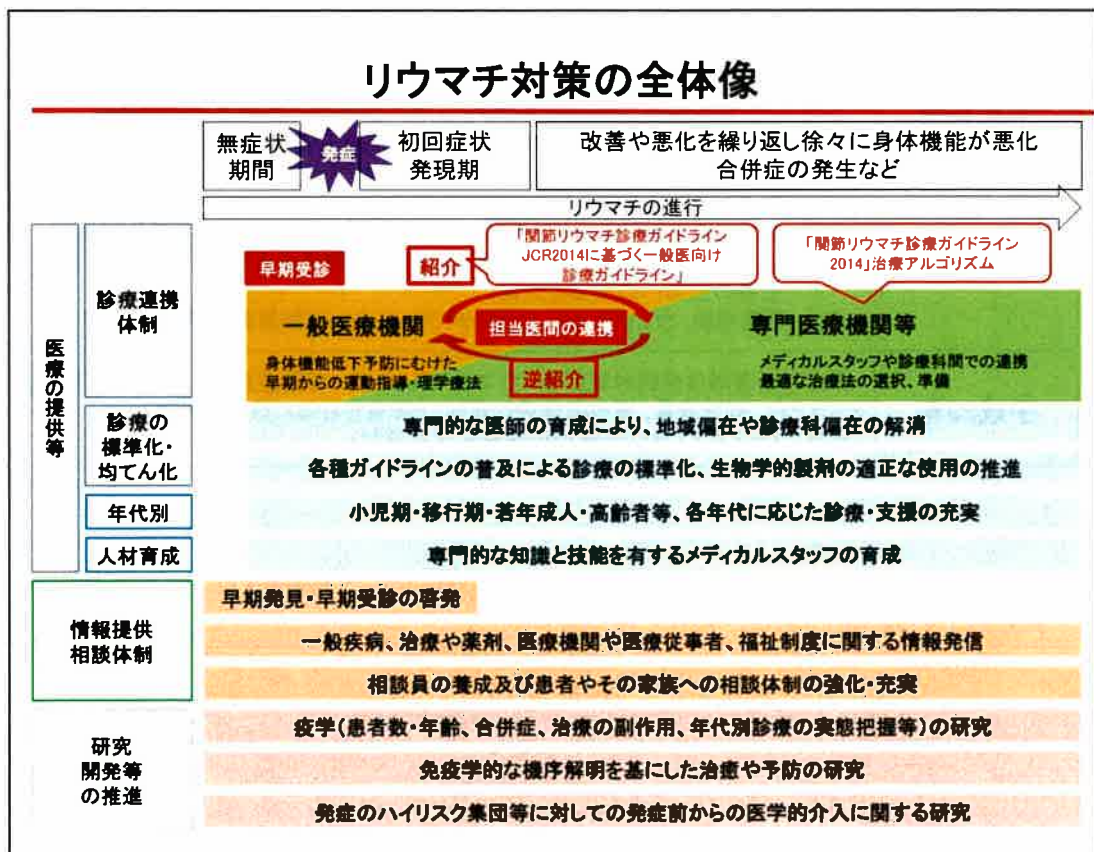 リウマチ対策の全体像
無症状
期間
発症
初回症状
発現期
改善や悪化を繰り返し徐々に身体機能が悪化
合併症の発生など
リウマチの進行
医療の提供等
診療連携
体制
早期受診
紹介
「関節リウマチ診療ガイドライン
JCR2014に基づく一般医向け
診療ガイドライン」
「関節リウマチ診療ガイドライン
2014」治療アルゴリズム
一般医療機関
担当医間の連携
専門医療機関等
身体機能低下予防にむけた
早期からの運動指導・理学療法
逆紹介
メディカルスタッフや診療科間での連携
最適な治療法の選択、準備
診療の
標準化・
均てん化
専門的な医師の育成により、地域偏在や診療科偏在の解消
各種ガイドラインの普及による診療の標準化、生物学的製剤の適正な使用の推進
年代別
小児期・移行期・若年成人・高齢者等、各年代に応じた診療・支援の充実
人材育成
専門的な知識と技能を有するメディカルスタッフの育成
情報提供
相談体制
早期発見・早期受診の啓発
一般疾病、治療や薬剤、医療機関や医療従事者、福祉制度に関する情報発信
相談員の養成及び患者やその家族への相談体制の強化・充実
研究
開発等
の推進
疫学(患者数・年齢、合併症、治療の副作用、年代別診療の実態把握等)の研究
免疫学的な機序解明を基にした治癒や予防の研究
発症のハイリスク集団等に対しての発症前からの医学的介入に関する研究